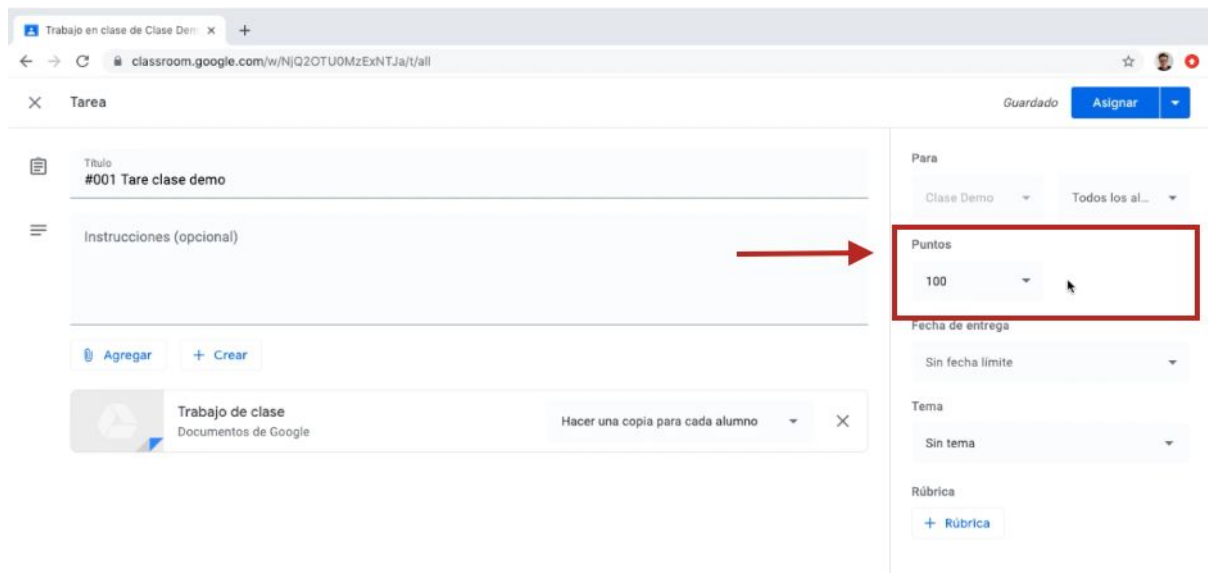 Trabajo en clase de Clase Dem
classroom.google.com/w/NjQ2OTU0MzExNTJa/t/all
Tarea
Guardado
Asignar
Título
#001 Tare clase demo
Instrucciones (opcional)
Agregar
+ Crear
Trabajo de clase
Documentos de Google
Hacer una copia para cada alumno
Para
Clase Demo
Todos los al...
Puntos
100
Fecha de entrega
Sin fecha límite
Tema
Sin tema
Rúbrica
+ Rúbrica